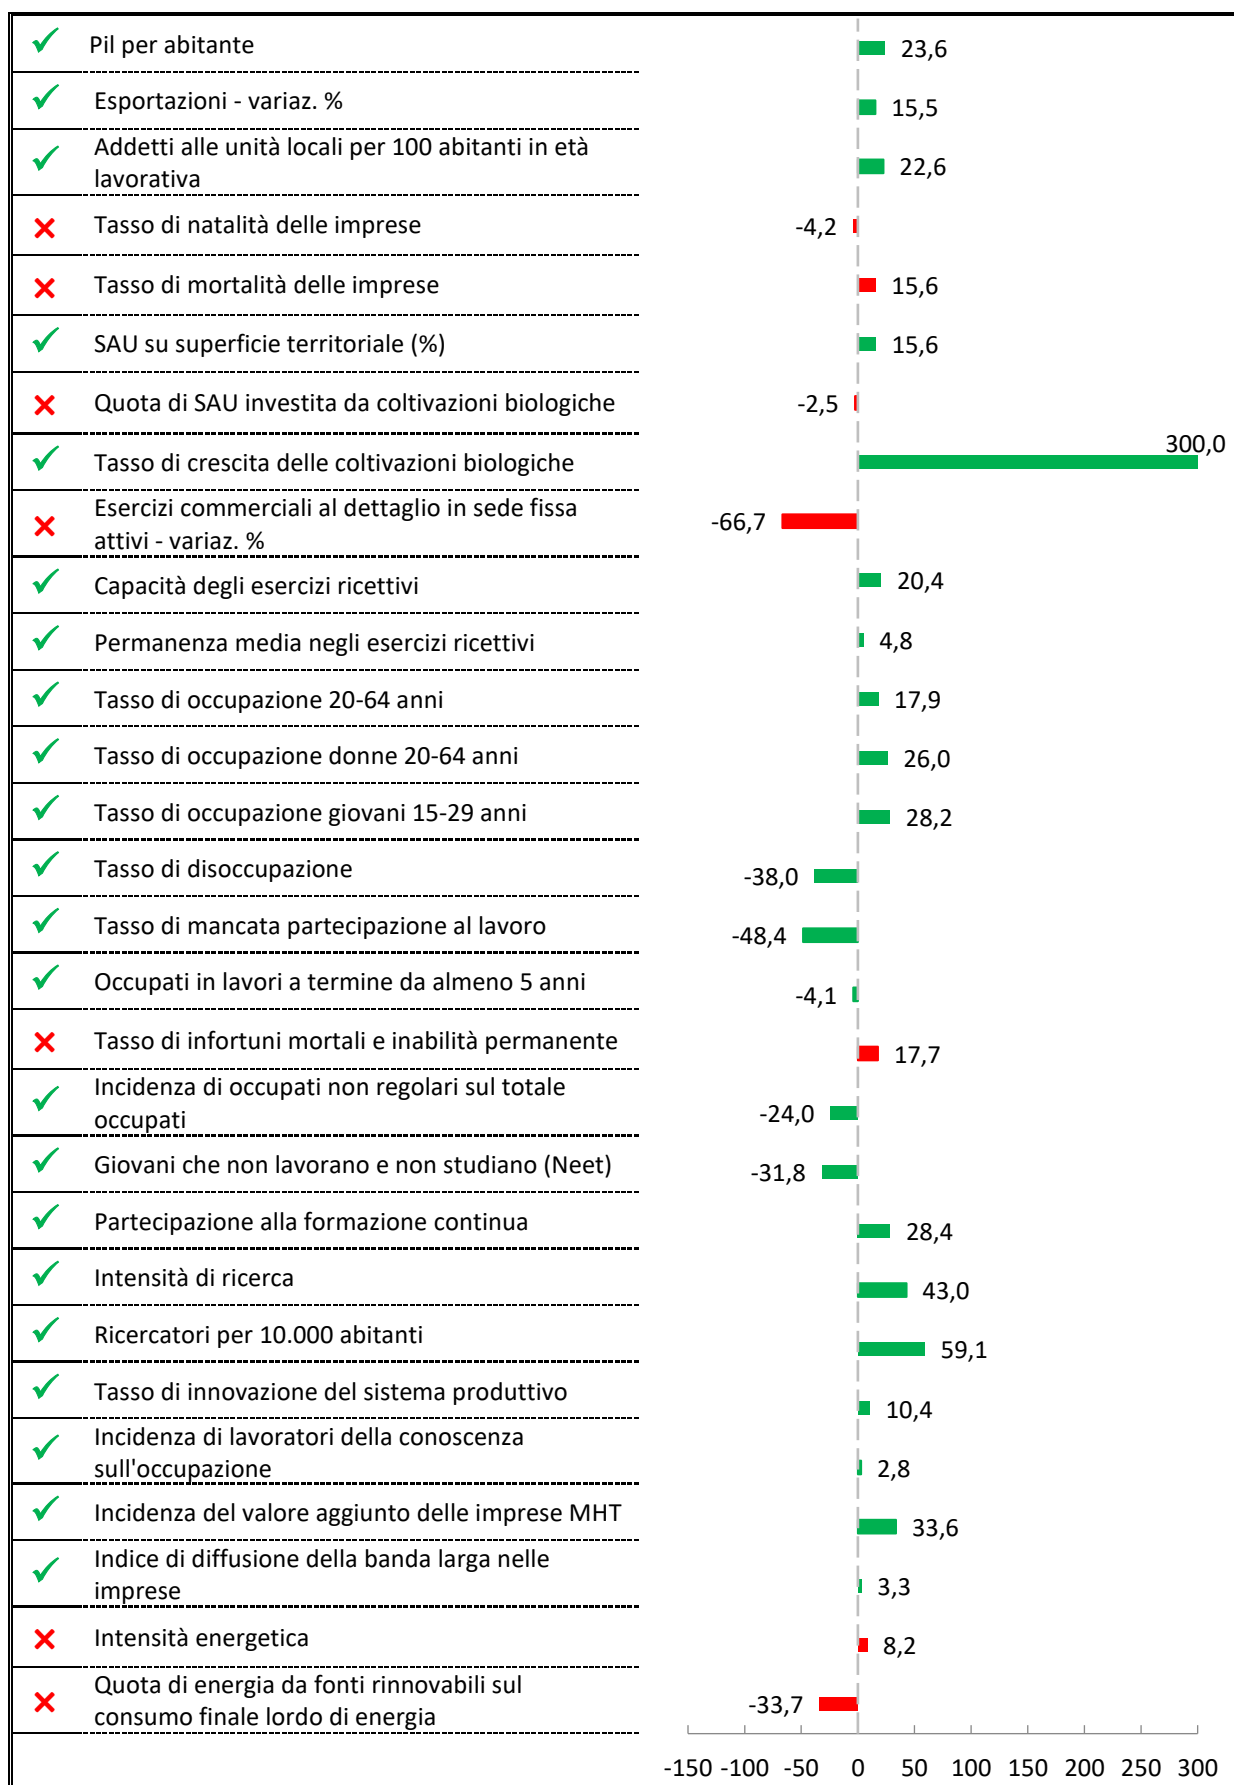 Pil per abitante 23,6
Esportazioni - variaz. % 15,5
Addetti alle unità locali per 100 abitanti in età
lavorativa 22,6
Tasso di natalità delle imprese -4,2
Tasso di mortalità delle imprese 15,6
SAU su superficie territoriale (%) 15,6
Quota di SAU investita da coltivazioni biologiche -2,5
Tasso di crescita delle coltivazioni biologiche 300,0
Esercizi commerciali al dettaglio in sede fissa
attivi - variaz. % -66,7
Capacità degli esercizi ricettivi 20,4
Permanenza media negli esercizi ricettivi 4,8
Tasso di occupazione 20-64 anni 17,9
Tasso di occupazione donne 20-64 anni 26,0
Tasso di occupazione giovani 15-29 anni 28,2
Tasso di disoccupazione -38,0
Tasso di mancata partecipazione al lavoro -48,4
Occupati in lavori a termine da almeno 5 anni -4,1
Tasso di infortuni mortali e inabilità permanente 17,7
Incidenza di occupati non regolari sul totale
occupati -24,0
Giovani che non lavorano e non studiano (Neet) -31,8
Partecipazione alla formazione continua 28,4
Intensità di ricerca 43,0
Ricercatori per 10.000 abitanti 59,1
Tasso di innovazione del sistema produttivo 10,4
Incidenza di lavoratori della conoscenza
sull'occupazione 2,8
Incidenza del valore aggiunto delle imprese MHT 33,6
Indice di diffusione della banda larga nelle
imprese 3,3
Intensità energetica 8,2
Quota di energia da fonti rinnovabili sul
consumo finale lordo di energia -33,7
-150 -100 -50 0 50 100 150 200 250 300